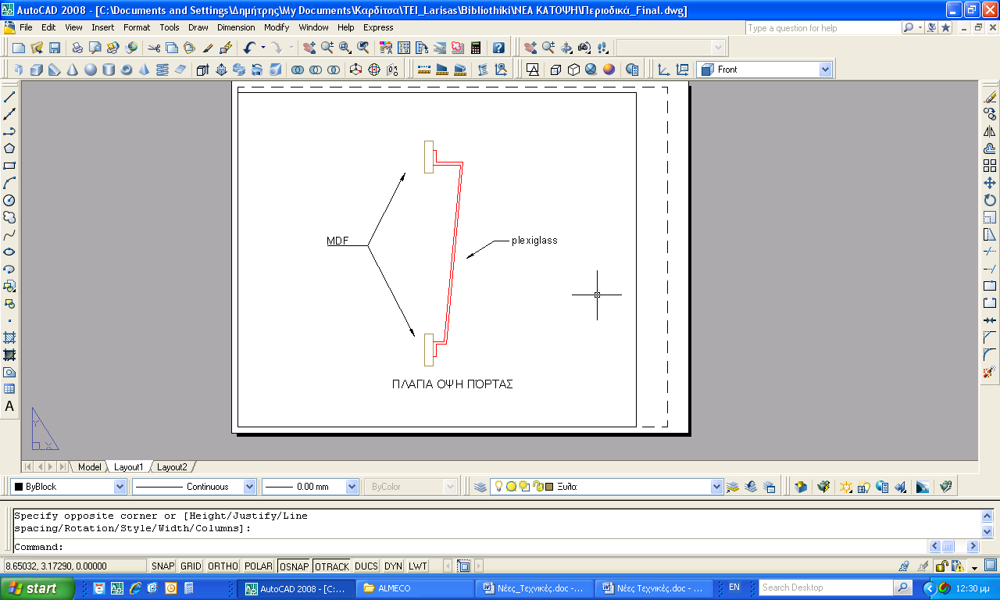 AutoCAD 2008 - [C:\Documents and Settings\Δημήτρης\My Documents\Καρδίτσα\TEI_Larisas\Bibliothiki\ΝΕΑ ΚΑΤΟΨΗ\Περιοδικά_Final.dwg]
File Edit View Insert Format Tools Draw Dimension Modify Window Help Express
Type a question for help
Front
MDF
plexiglass
ΠΛΑΓΙΑ ΟΨΗ ΠΟΡΤΑΣ
Y
X
A
Model Layout1 Layout2
ByBlock Continuous 0.00 mm ByColor Ξυλα
Specify opposite corner or [Height/Justify/Line
spacing/Rotation/Style/Width/Columns]:
Command:
8.65032, 3.17290, 0.00000 SNAP GRID ORTHO POLAR OSNAP OTRACK DUCS DYN LWT
start AutoCAD 2008 - [C:... ALMECO Νέες_Τεχνικές.doc -... Νέες Τεχνικές.doc - ... EN Search Desktop 12:30 μμ